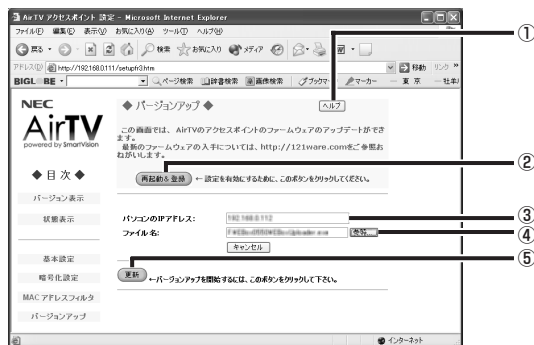 AirTV アクセスポイント 設定 - Microsoft Internet Explorer
ファイル(F) 編集(E) 表示(V) お気に入り(A) ツール(T) ヘルプ(H)
戻る 検索 お気に入り メディア
アドレス(D) http://192.168.0.111/setupfr3.htm 移動 リンク
BIGLOBE ページ検索 辞書検索 画像検索 ブックマーク マーカー 東京
NEC
AirTV
powered by SmartVision
◆ 目 次 ◆
バージョン表示
状態表示
基本設定
暗号化設定
MAC アドレスフィルタ
バージョンアップ
◆ バージョンアップ ◆
ヘルプ
この画面では、AirTVのアクセスポイントのファームウェアのアップデートができ
ます。
最新のファームウェアの入手については、http://121ware.comをご参照お
ねがいします。
再起動&登録 ← 設定を有効にするために、このボタンをクリックしてください。
パソコンのIPアドレス: 192.168.0.112
ファイル名: 参照...
キャンセル
更新 ←バージョンアップを開始するには、このボタンをクリックして下さい。
インターネット
①
②
③
④
⑤